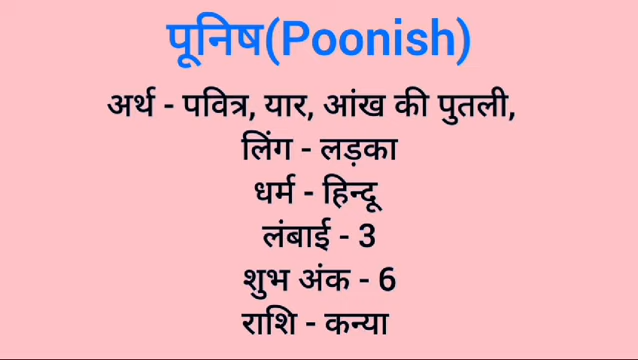 पूनिष(Poonish)
अर्थ - पवित्र, यार, आंख की पुतली,
लिंग - लड़का
धर्म - हिन्दू
लंबाई - 3
शुभ अंक - 6
राशि - कन्या